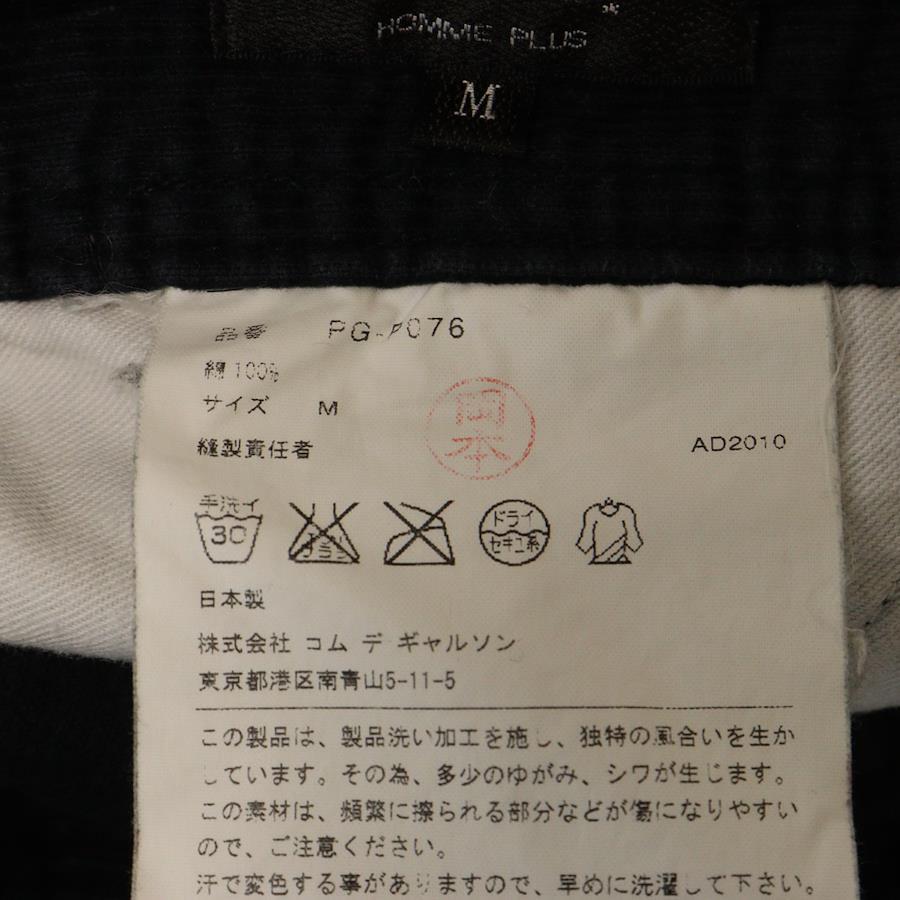 HOMME PLUS
M
品番 PG-P076
綿 100%
サイズ M
岡本
縫製責任者
AD2010
手洗イ
30
ドライ
セキユ系
日本製
株式会社 コム デ ギャルソン
東京都港区南青山5-11-5
この製品は、製品洗い加工を施し、独特の風合いを生か
しています。その為、多少のゆがみ、シワが生じます。
この素材は、頻繁に擦られる部分などが傷になりやすい
ので、ご注意ください。
汗で変色する事がありますので、早めに洗濯して下さい。